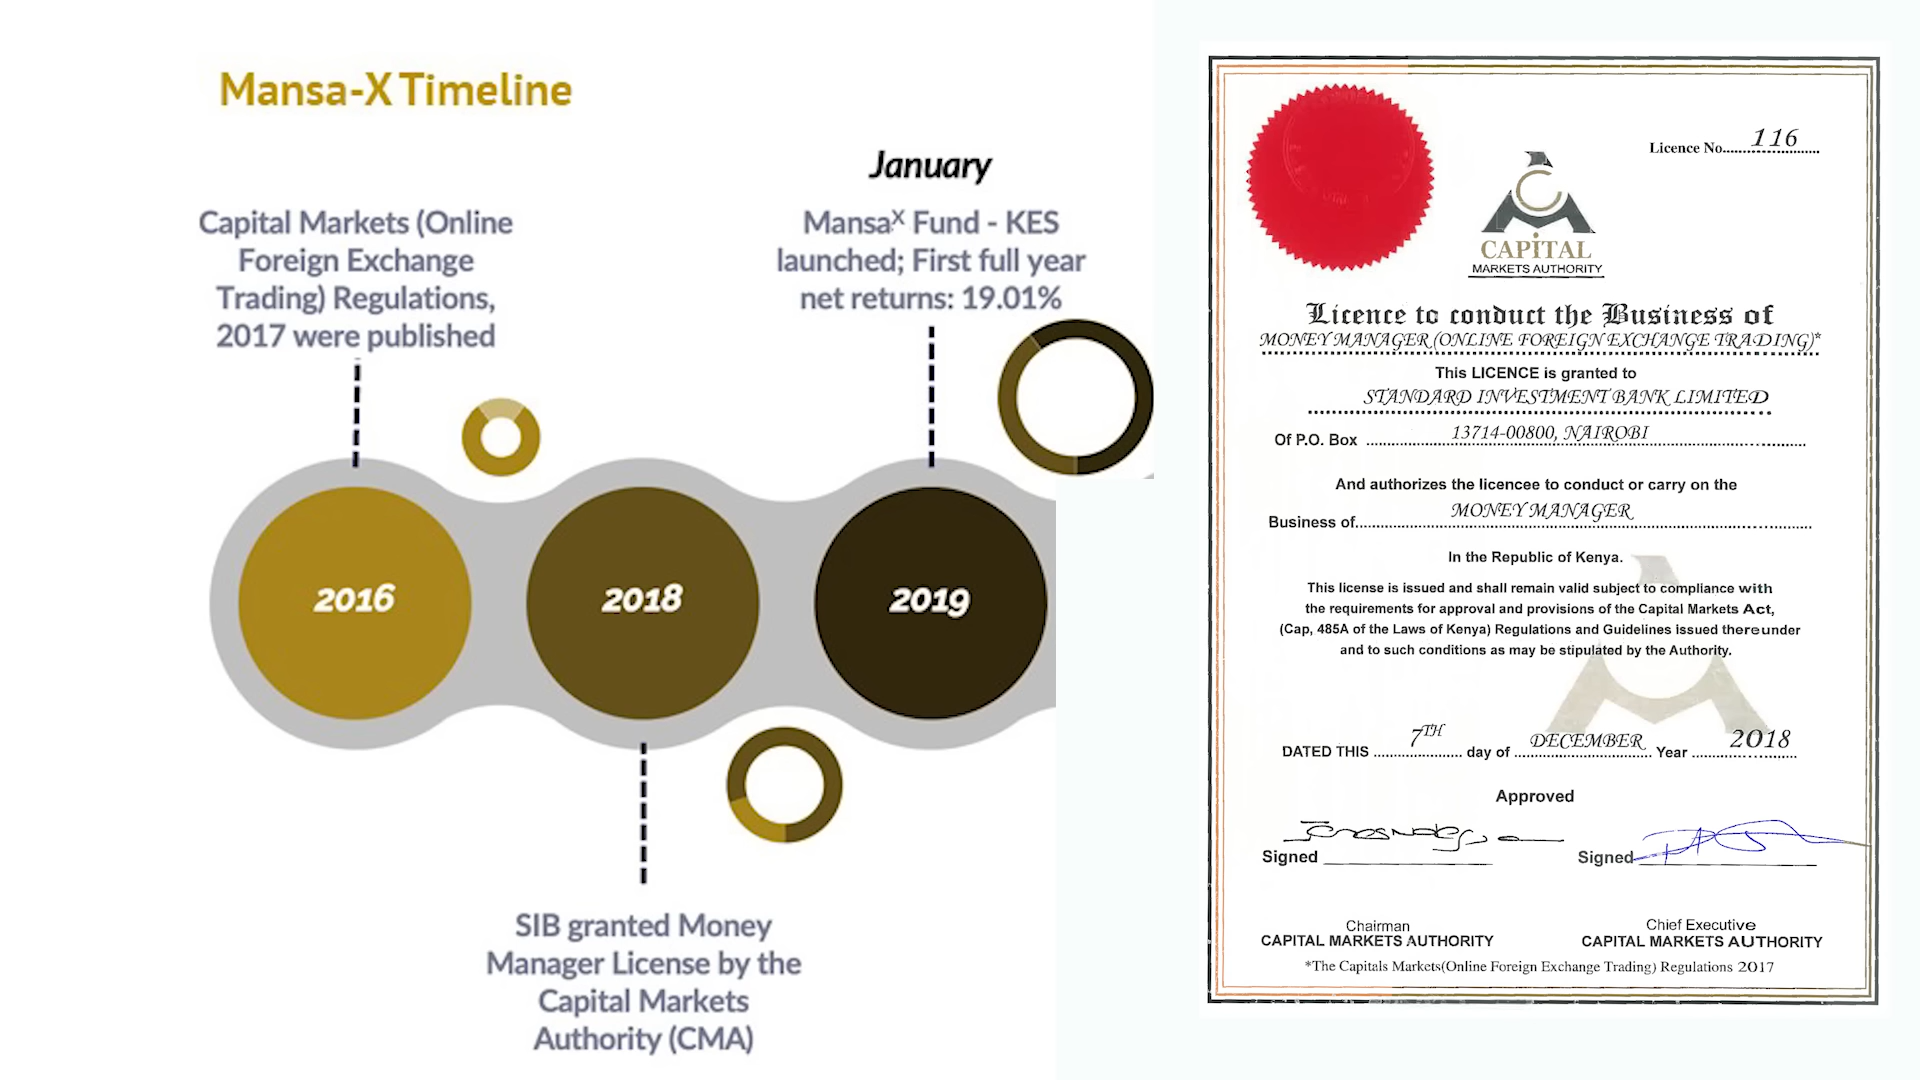 Mansa-X Timeline
Capital Markets (Online
Foreign Exchange
Trading) Regulations,
2017 were published
January
Mansaˣ Fund - KES
launched; First full year
net returns: 19.01%
2016
2018
2019
SIB granted Money
Manager License by the
Capital Markets
Authority (CMA)
Licence No. 116
CAPİTAL
MARKETS AUTHORITY
Licence to conduct the Business of
MONEY MANAGER (ONLINE FOREIGN EXCHANGE TRADING)*
This LICENCE is granted to
STANDARD INVESTMENT BANK LIMITED
Of P.O. Box 13714-00800, NAIROBI
And authorizes the licencee to conduct or carry on the
Business of MONEY MANAGER
In the Republic of Kenya.
This license is issued and shall remain valid subject to compliance with
the requirements for approval and provisions of the Capital Markets Act,
(Cap, 485A of the Laws of Kenya) Regulations and Guidelines issued thereunder
and to such conditions as may be stipulated by the Authority.
DATED THIS 7TH day of DECEMBER Year 2018
Approved
Signed
Signed
Chairman
CAPITAL MARKETS AUTHORITY
Chief Executive
CAPITAL MARKETS AUTHORITY
*The Capitals Markets(Online Foreign Exchange Trading) Regulations 2017